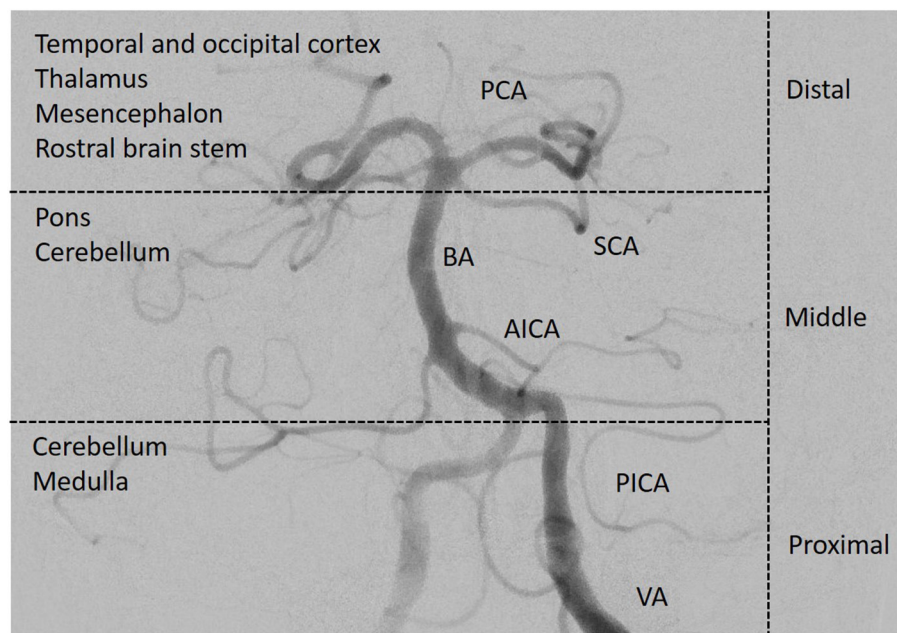 Temporal and occipital cortex
Thalamus
Mesencephalon
Rostral brain stem
PCA
Distal
Pons
Cerebellum
BA
SCA
AICA
Middle
Cerebellum
Medulla
PICA
Proximal
VA